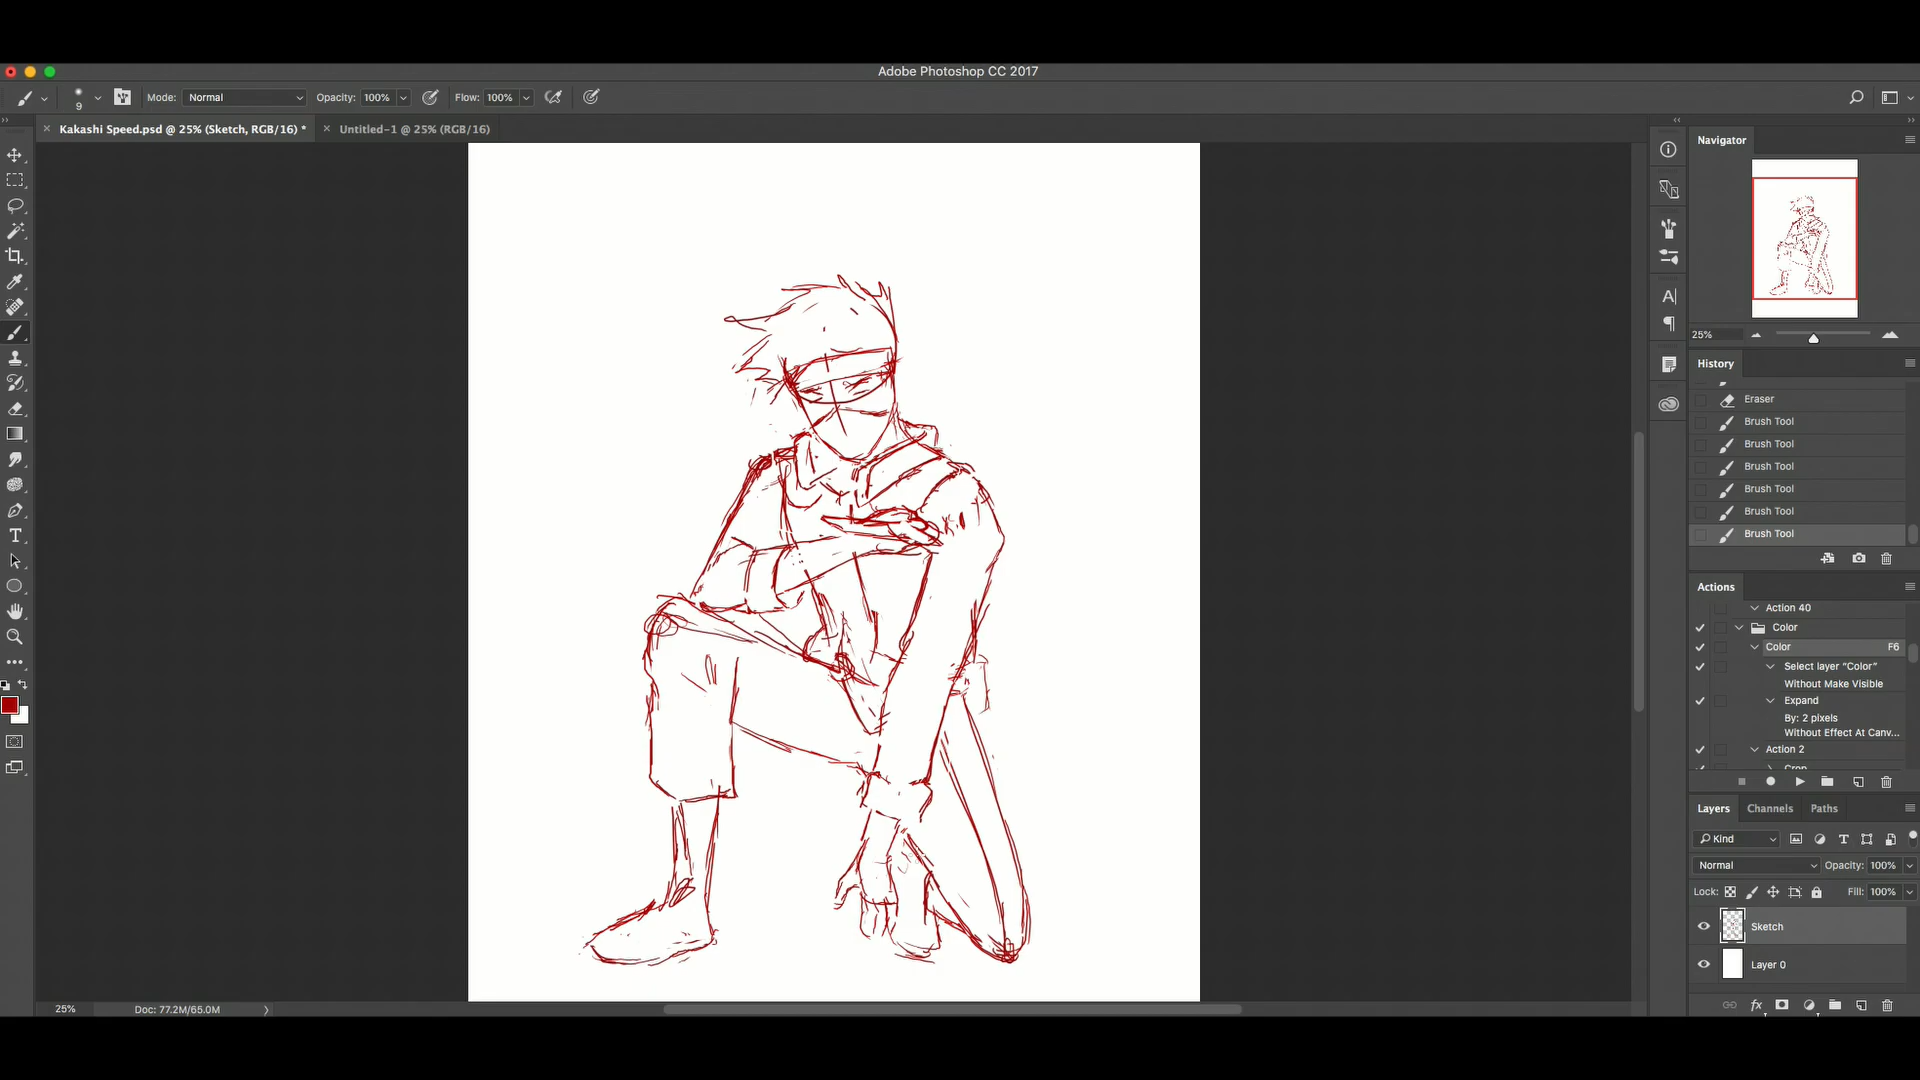 Adobe Photoshop CC 2017
9
Mode: Normal Opacity: 100% Flow: 100%
Kakashi Speed.psd @ 25% (Sketch, RGB/16) * Untitled-1 @ 25% (RGB/16)
Navigator
25%
History
Eraser
Brush Tool
Brush Tool
Brush Tool
Brush Tool
Brush Tool
Brush Tool
Actions
Action 40
Color
Color F6
Select layer “Color”
Without Make Visible
Expand
By: 2 pixels
Without Effect At Canv...
Action 2
Crop
Layers Channels Paths
Kind
Normal Opacity: 100%
Lock: Fill: 100%
Sketch
Layer 0
25% Doc: 77.2M/65.0M